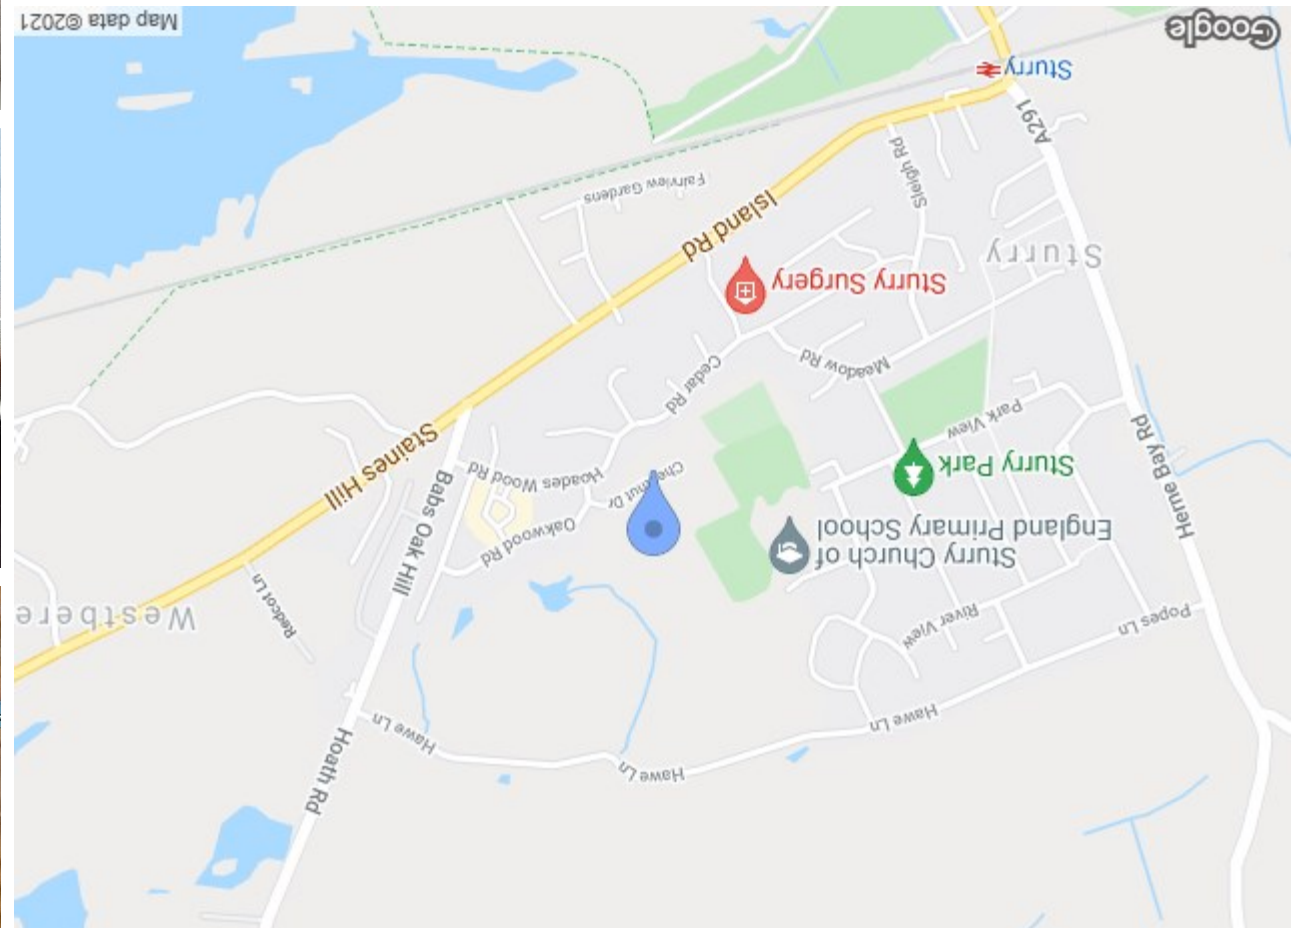 Hoath Rd
Hawe Ln
Hawe Ln
Hawe Ln
Popes Ln
River View
Redcot Ln
Westbere
Babs Oak Hill
Oakwood Rd
Hoades Wood Rd
Staines Hill
Sturry Church of
England Primary School
Herne Bay Rd
Sturry Park
Park View
Cedar Rd
Meadow Rd
Sturry Surgery
Sturry
Island Rd
Fairview Gardens
Sleigh Rd
A291
Sturry
Google
Map data ©2021